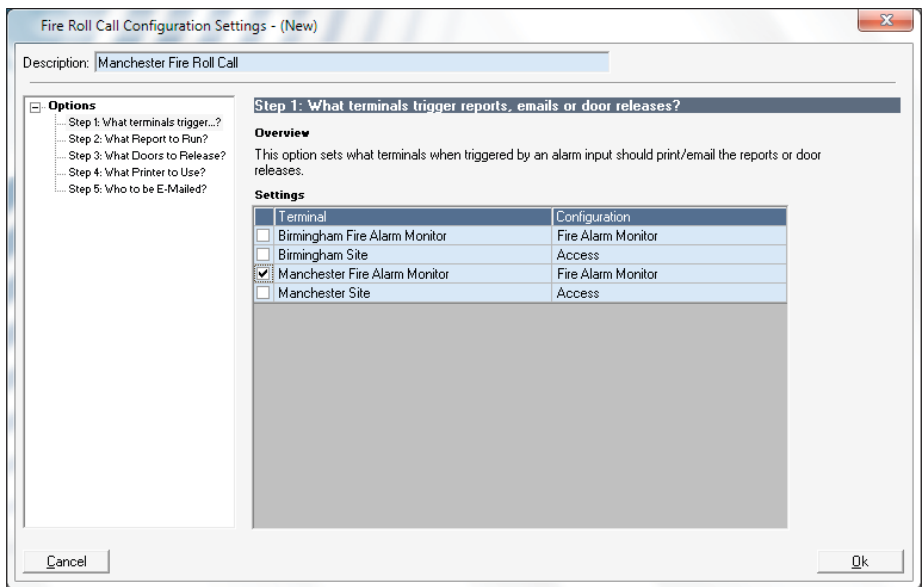 Fire Roll Call Configuration Settings - (New)
Description: Manchester Fire Roll Call
Options
Step 1: What terminals trigger...?
Step 2: What Report to Run?
Step 3: What Doors to Release?
Step 4: What Printer to Use?
Step 5: Who to be E-Mailed?
Step 1: What terminals trigger reports, emails or door releases?
Overview
This option sets what terminals when triggered by an alarm input should print/email the reports or door
releases.
Settings
Terminal Configuration
Birmingham Fire Alarm Monitor Fire Alarm Monitor
Birmingham Site Access
Manchester Fire Alarm Monitor Fire Alarm Monitor
Manchester Site Access
Cancel Ok